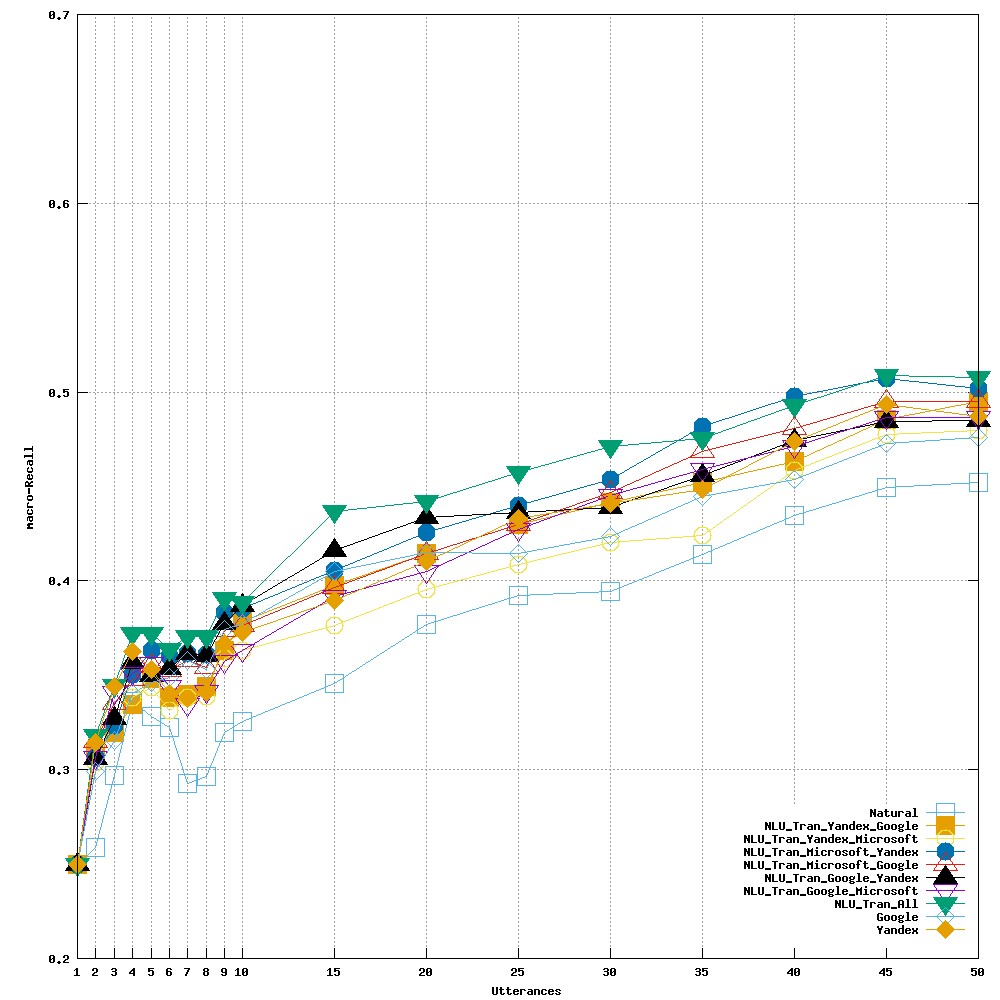 0.7
0.6
0.5
0.4
0.3
0.2
macro-Recall
Natural
NLU_Tran_Yandex_Google
NLU_Tran_Yandex_Microsoft
NLU_Tran_Microsoft_Yandex
NLU_Tran_Microsoft_Google
NLU_Tran_Google_Yandex
NLU_Tran_Google_Microsoft
NLU_Tran_All
Google
Yandex
1 2 3 4 5 6 7 8 9 10 15 20 25 30 35 40 45 50
Utterances